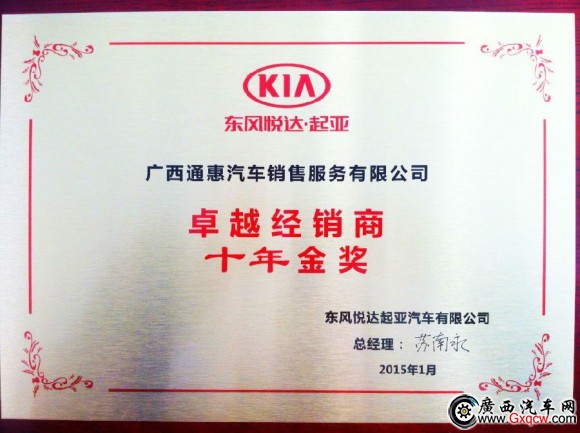 KIA
东风悦达·起亚
广西通惠汽车销售服务有限公司
卓越经销商
十年金奖
东风悦达起亚汽车有限公司
总经理：苏南永
2015年1月
廣西汽车网
www.Gxqcw.com